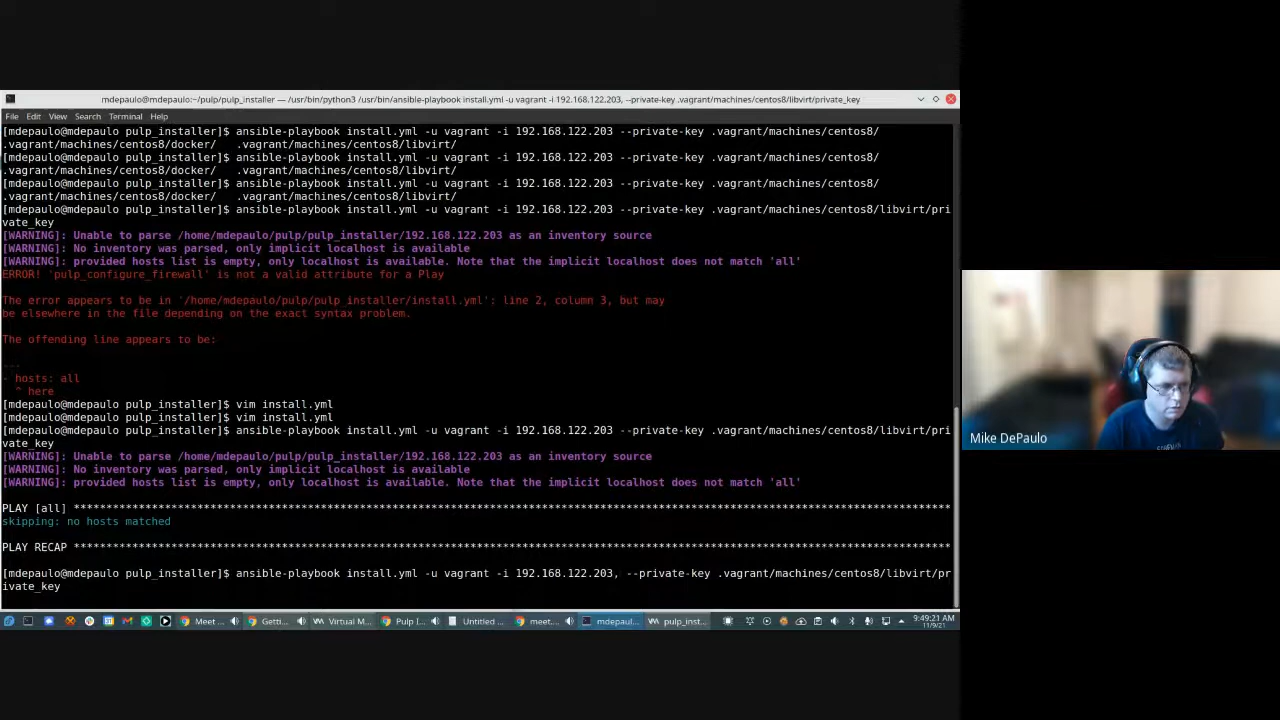 mdepaulo@mdepaulo:~/pulp/pulp_installer — /usr/bin/python3 /usr/bin/ansible-playbook install.yml -u vagrant -i 192.168.122.203, --private-key .vagrant/machines/centos8/libvirt/private_key
File Edit View Search Terminal Help
[mdepaulo@mdepaulo pulp_installer]$ ansible-playbook install.yml -u vagrant -i 192.168.122.203 --private-key .vagrant/machines/centos8/
.vagrant/machines/centos8/docker/ .vagrant/machines/centos8/libvirt/
[mdepaulo@mdepaulo pulp_installer]$ ansible-playbook install.yml -u vagrant -i 192.168.122.203 --private-key .vagrant/machines/centos8/
.vagrant/machines/centos8/docker/ .vagrant/machines/centos8/libvirt/
[mdepaulo@mdepaulo pulp_installer]$ ansible-playbook install.yml -u vagrant -i 192.168.122.203 --private-key .vagrant/machines/centos8/
.vagrant/machines/centos8/docker/ .vagrant/machines/centos8/libvirt/
[mdepaulo@mdepaulo pulp_installer]$ ansible-playbook install.yml -u vagrant -i 192.168.122.203 --private-key .vagrant/machines/centos8/libvirt/pri
vate_key
[WARNING]: Unable to parse /home/mdepaulo/pulp/pulp_installer/192.168.122.203 as an inventory source
[WARNING]: No inventory was parsed, only implicit localhost is available
[WARNING]: provided hosts list is empty, only localhost is available. Note that the implicit localhost does not match 'all'
ERROR! 'pulp_configure_firewall' is not a valid attribute for a Play
The error appears to be in '/home/mdepaulo/pulp/pulp_installer/install.yml': line 2, column 3, but may
be elsewhere in the file depending on the exact syntax problem.
The offending line appears to be:
---
- hosts: all
^ here
[mdepaulo@mdepaulo pulp_installer]$ vim install.yml
[mdepaulo@mdepaulo pulp_installer]$ vim install.yml
[mdepaulo@mdepaulo pulp_installer]$ ansible-playbook install.yml -u vagrant -i 192.168.122.203 --private-key .vagrant/machines/centos8/libvirt/pri
vate_key
[WARNING]: Unable to parse /home/mdepaulo/pulp/pulp_installer/192.168.122.203 as an inventory source
[WARNING]: No inventory was parsed, only implicit localhost is available
[WARNING]: provided hosts list is empty, only localhost is available. Note that the implicit localhost does not match 'all'
PLAY [all] *************************************************************************************************************************************
skipping: no hosts matched
PLAY RECAP *************************************************************************************************************************************
[mdepaulo@mdepaulo pulp_installer]$ ansible-playbook install.yml -u vagrant -i 192.168.122.203, --private-key .vagrant/machines/centos8/libvirt/pr
ivate_key
Meet ... Getti... Virtual M... Pulp I... Untitled ... meet.... mdepaul... pulp_inst... 9:49:21 AM
11/9/21
Mike DePaulo